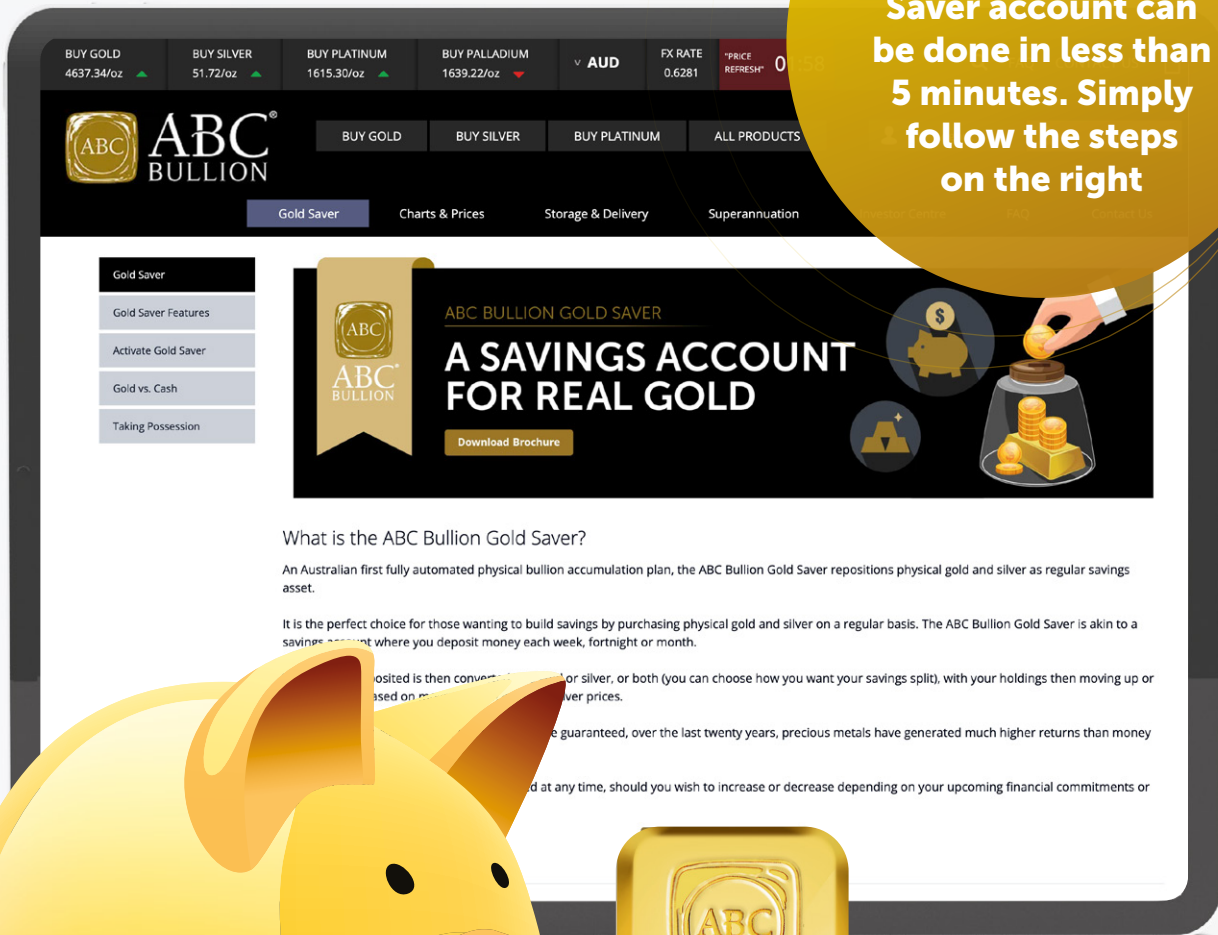 Saver account can
be done in less than
5 minutes. Simply
follow the steps
on the right
BUY GOLD
4637.34/oz
BUY SILVER
51.72/oz
BUY PLATINUM
1615.30/oz
BUY PALLADIUM
1639.22/oz
AUD
FX RATE
0.6281
"PRICE
REFRESH"
ABC
ABC®
BULLION
BUY GOLD
BUY SILVER
BUY PLATINUM
ALL PRODUCTS
Gold Saver
Charts & Prices
Storage & Delivery
Superannuation
Investor Centre
FAQ
Contact Us
Gold Saver
Gold Saver Features
Activate Gold Saver
Gold vs. Cash
Taking Possession
ABC
ABC®
BULLION
ABC BULLION GOLD SAVER
A SAVINGS ACCOUNT
FOR REAL GOLD
Download Brochure
$
What is the ABC Bullion Gold Saver?
An Australian first fully automated physical bullion accumulation plan, the ABC Bullion Gold Saver repositions physical gold and silver as regular savings
asset.
It is the perfect choice for those wanting to build savings by purchasing physical gold and silver on a regular basis. The ABC Bullion Gold Saver is akin to a
savings account where you deposit money each week, fortnight or month.
is then or silver, or both (you can choose how you want your savings split), with your holdings then moving up or
on prices.
guaranteed, over the last twenty years, precious metals have generated much higher returns than money
at any time, should you wish to increase or decrease depending on your upcoming financial commitments or
ABC